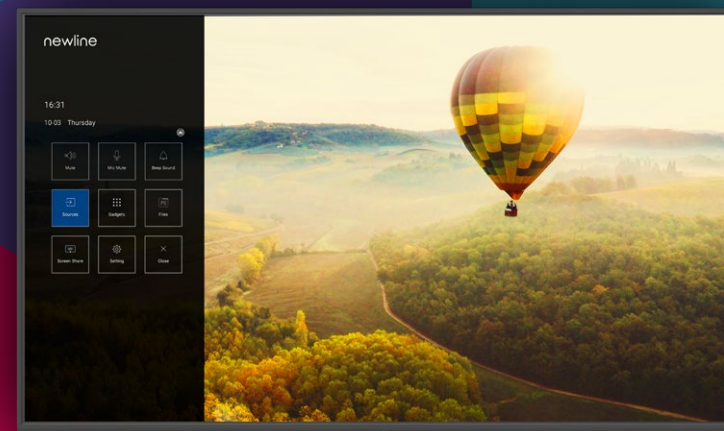 newline
16:31
10-03 Thursday
Mute
Mic Mute
Beep Sound
Sources
Gadgets
Files
Screen Share
Setting
Close